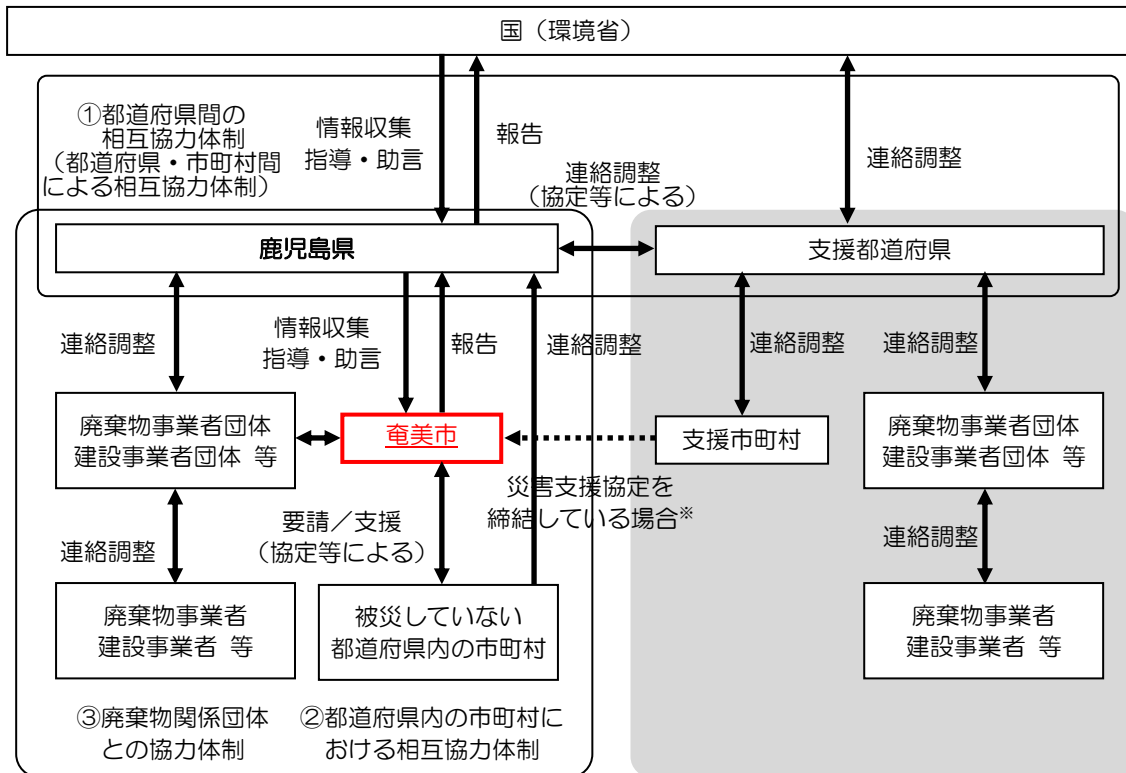 国（環境省）
①都道府県間の
相互協力体制
（都道府県・市町村間
による相互協力体制）
情報収集
指導・助言
報告
連絡調整
（協定等による）
連絡調整
鹿児島県
支援都道府県
連絡調整
情報収集
指導・助言
報告
連絡調整
連絡調整
連絡調整
廃棄物事業者団体
建設事業者団体 等
奄美市
支援市町村
廃棄物事業者団体
建設事業者団体 等
災害支援協定を
締結している場合※
連絡調整
要請／支援
（協定等による）
連絡調整
廃棄物事業者
建設事業者 等
被災していない
都道府県内の市町村
廃棄物事業者
建設事業者 等
③廃棄物関係団体
との協力体制
②都道府県内の市町村に
おける相互協力体制